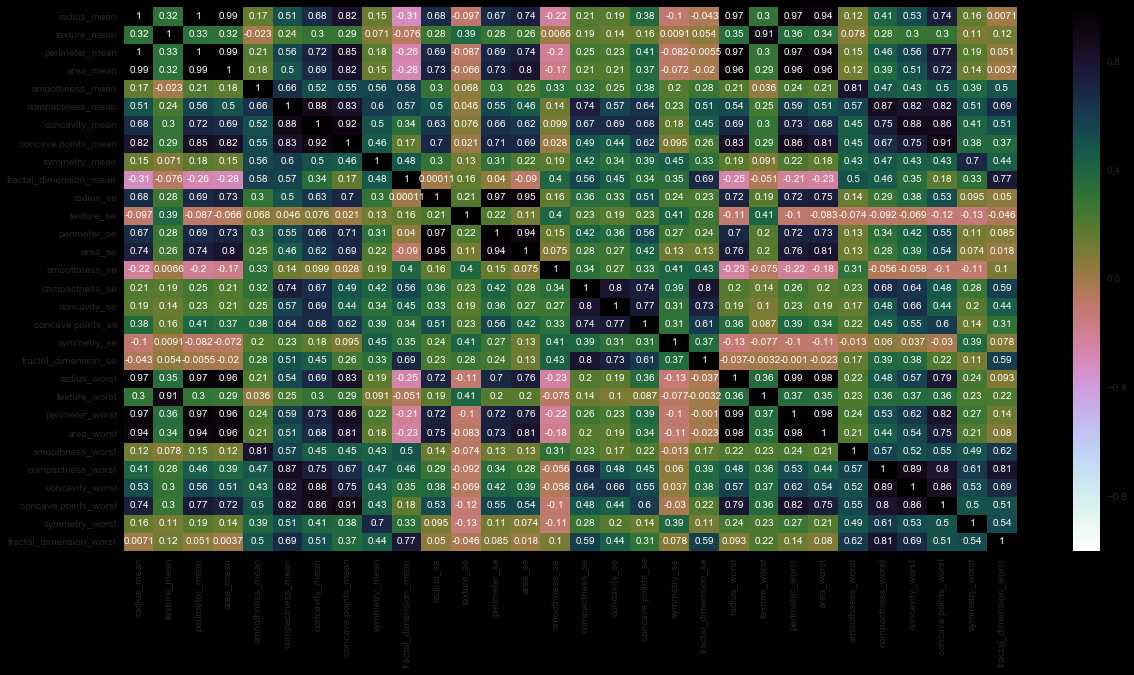 radius_mean 1 0.32 1 0.99 0.17 0.51 0.68 0.82 0.15 -0.31 0.68 -0.097 0.67 0.74 -0.22 0.21 0.19 0.38 -0.1 -0.043 0.97 0.3 0.97 0.94 0.12 0.41 0.53 0.74 0.16 0.0071
texture_mean 0.32 1 0.33 0.32 -0.023 0.24 0.3 0.29 0.071 -0.076 0.28 0.39 0.28 0.26 0.0066 0.19 0.14 0.16 0.0091 0.054 0.35 0.91 0.36 0.34 0.078 0.28 0.3 0.3 0.11 0.12
perimeter_mean 1 0.33 1 0.99 0.21 0.56 0.72 0.85 0.18 -0.26 0.69 -0.087 0.69 0.74 -0.2 0.25 0.23 0.41 -0.082 -0.0055 0.97 0.3 0.97 0.94 0.15 0.46 0.56 0.77 0.19 0.051
area_mean 0.99 0.32 0.99 1 0.18 0.5 0.69 0.82 0.15 -0.28 0.73 -0.066 0.73 0.8 -0.17 0.21 0.21 0.37 -0.072 -0.02 0.96 0.29 0.96 0.96 0.12 0.39 0.51 0.72 0.14 0.0037
smoothness_mean 0.17 -0.023 0.21 0.18 1 0.66 0.52 0.55 0.56 0.58 0.3 0.068 0.3 0.25 0.33 0.32 0.25 0.38 0.2 0.28 0.21 0.036 0.24 0.21 0.81 0.47 0.43 0.5 0.39 0.5
compactness_mean 0.51 0.24 0.56 0.5 0.66 1 0.88 0.83 0.6 0.57 0.5 0.046 0.55 0.46 0.14 0.74 0.57 0.64 0.23 0.51 0.54 0.25 0.59 0.51 0.57 0.87 0.82 0.82 0.51 0.69
concavity_mean 0.68 0.3 0.72 0.69 0.52 0.88 1 0.92 0.5 0.34 0.63 0.076 0.66 0.62 0.099 0.67 0.69 0.68 0.18 0.45 0.69 0.3 0.73 0.68 0.45 0.75 0.88 0.86 0.41 0.51
concave points_mean 0.82 0.29 0.85 0.82 0.55 0.83 0.92 1 0.46 0.17 0.7 0.021 0.71 0.69 0.028 0.49 0.44 0.62 0.095 0.26 0.83 0.29 0.86 0.81 0.45 0.67 0.75 0.91 0.38 0.37
symmetry_mean 0.15 0.071 0.18 0.15 0.56 0.6 0.5 0.46 1 0.48 0.3 0.13 0.31 0.22 0.19 0.42 0.34 0.39 0.45 0.33 0.19 0.091 0.22 0.18 0.43 0.47 0.43 0.43 0.7 0.44
fractal_dimension_mean -0.31 -0.076 -0.26 -0.28 0.58 0.57 0.34 0.17 0.48 1 0.00011 0.16 0.04 -0.09 0.4 0.56 0.45 0.34 0.35 0.69 -0.25 -0.051 -0.21 -0.23 0.5 0.46 0.35 0.18 0.33 0.77
radius_se 0.68 0.28 0.69 0.73 0.3 0.5 0.63 0.7 0.3 0.00011 1 0.21 0.97 0.95 0.16 0.36 0.33 0.51 0.24 0.23 0.72 0.19 0.72 0.75 0.14 0.29 0.38 0.53 0.095 0.05
texture_se -0.097 0.39 -0.087 -0.066 0.068 0.046 0.076 0.021 0.13 0.16 0.21 1 0.22 0.11 0.4 0.23 0.19 0.23 0.41 0.28 -0.11 0.41 -0.1 -0.083 -0.074 -0.092 -0.069 -0.12 -0.13 -0.046
perimeter_se 0.67 0.28 0.69 0.73 0.3 0.55 0.66 0.71 0.31 0.04 0.97 0.22 1 0.94 0.15 0.42 0.36 0.56 0.27 0.24 0.7 0.2 0.72 0.73 0.13 0.34 0.42 0.55 0.11 0.085
area_se 0.74 0.26 0.74 0.8 0.25 0.46 0.62 0.69 0.22 -0.09 0.95 0.11 0.94 1 0.075 0.28 0.27 0.42 0.13 0.13 0.76 0.2 0.76 0.81 0.13 0.28 0.39 0.54 0.074 0.018
smoothness_se -0.22 0.0066 -0.2 -0.17 0.33 0.14 0.099 0.028 0.19 0.4 0.16 0.4 0.15 0.075 1 0.34 0.27 0.33 0.41 0.43 -0.23 -0.075 -0.22 -0.18 0.31 -0.056 -0.058 -0.1 -0.11 0.1
compactness_se 0.21 0.19 0.25 0.21 0.32 0.74 0.67 0.49 0.42 0.56 0.36 0.23 0.42 0.28 0.34 1 0.8 0.74 0.39 0.8 0.2 0.14 0.26 0.2 0.23 0.68 0.64 0.48 0.28 0.59
concavity_se 0.19 0.14 0.23 0.21 0.25 0.57 0.69 0.44 0.34 0.45 0.33 0.19 0.36 0.27 0.27 0.8 1 0.77 0.31 0.73 0.19 0.1 0.23 0.19 0.17 0.48 0.66 0.44 0.2 0.44
concave points_se 0.38 0.16 0.41 0.37 0.38 0.64 0.68 0.62 0.39 0.34 0.51 0.23 0.56 0.42 0.33 0.74 0.77 1 0.31 0.61 0.36 0.087 0.39 0.34 0.22 0.45 0.55 0.6 0.14 0.31
symmetry_se -0.1 0.0091 -0.082 -0.072 0.2 0.23 0.18 0.095 0.45 0.35 0.24 0.41 0.27 0.13 0.41 0.39 0.31 0.31 1 0.37 -0.13 -0.077 -0.1 -0.11 -0.013 0.06 0.037 -0.03 0.39 0.078
fractal_dimension_se -0.043 0.054 -0.0055 -0.02 0.28 0.51 0.45 0.26 0.33 0.69 0.23 0.28 0.24 0.13 0.43 0.8 0.73 0.61 0.37 1 -0.037 -0.0032 -0.001 -0.023 0.17 0.39 0.38 0.22 0.11 0.59
radius_worst 0.97 0.35 0.97 0.96 0.21 0.54 0.69 0.83 0.19 -0.25 0.72 -0.11 0.7 0.76 -0.23 0.2 0.19 0.36 -0.13 -0.037 1 0.36 0.99 0.98 0.22 0.48 0.57 0.79 0.24 0.093
texture_worst 0.3 0.91 0.3 0.29 0.036 0.25 0.3 0.29 0.091 -0.051 0.19 0.41 0.2 0.2 -0.075 0.14 0.1 0.087 -0.077 -0.0032 0.36 1 0.37 0.35 0.23 0.36 0.37 0.36 0.23 0.22
perimeter_worst 0.97 0.36 0.97 0.96 0.24 0.59 0.73 0.86 0.22 -0.21 0.72 -0.1 0.72 0.76 -0.22 0.26 0.23 0.39 -0.1 -0.001 0.99 0.37 1 0.98 0.24 0.53 0.62 0.82 0.27 0.14
area_worst 0.94 0.34 0.94 0.96 0.21 0.51 0.68 0.81 0.18 -0.23 0.75 -0.083 0.73 0.81 -0.18 0.2 0.19 0.34 -0.11 -0.023 0.98 0.35 0.98 1 0.21 0.44 0.54 0.75 0.21 0.08
smoothness_worst 0.12 0.078 0.15 0.12 0.81 0.57 0.45 0.45 0.43 0.5 0.14 -0.074 0.13 0.13 0.31 0.23 0.17 0.22 -0.013 0.17 0.22 0.23 0.24 0.21 1 0.57 0.52 0.55 0.49 0.62
compactness_worst 0.41 0.28 0.46 0.39 0.47 0.87 0.75 0.67 0.47 0.46 0.29 -0.092 0.34 0.28 -0.056 0.68 0.48 0.45 0.06 0.39 0.48 0.36 0.53 0.44 0.57 1 0.89 0.8 0.61 0.81
concavity_worst 0.53 0.3 0.56 0.51 0.43 0.82 0.88 0.75 0.43 0.35 0.38 -0.069 0.42 0.39 -0.058 0.64 0.66 0.55 0.037 0.38 0.57 0.37 0.62 0.54 0.52 0.89 1 0.86 0.53 0.69
concave points_worst 0.74 0.3 0.77 0.72 0.5 0.82 0.86 0.91 0.43 0.18 0.53 -0.12 0.55 0.54 -0.1 0.48 0.44 0.6 -0.03 0.22 0.79 0.36 0.82 0.75 0.55 0.8 0.86 1 0.5 0.51
symmetry_worst 0.16 0.11 0.19 0.14 0.39 0.51 0.41 0.38 0.7 0.33 0.095 -0.13 0.11 0.074 -0.11 0.28 0.2 0.14 0.39 0.11 0.24 0.23 0.27 0.21 0.49 0.61 0.53 0.5 1 0.54
fractal_dimension_worst 0.0071 0.12 0.051 0.0037 0.5 0.69 0.51 0.37 0.44 0.77 0.05 -0.046 0.085 0.018 0.1 0.59 0.44 0.31 0.078 0.59 0.093 0.22 0.14 0.08 0.62 0.81 0.69 0.51 0.54 1
radius_mean
texture_mean
perimeter_mean
area_mean
smoothness_mean
compactness_mean
concavity_mean
concave points_mean
symmetry_mean
fractal_dimension_mean
radius_se
texture_se
perimeter_se
area_se
smoothness_se
compactness_se
concavity_se
concave points_se
symmetry_se
fractal_dimension_se
radius_worst
texture_worst
perimeter_worst
area_worst
smoothness_worst
compactness_worst
concavity_worst
concave points_worst
symmetry_worst
fractal_dimension_worst
0.8
0.4
0.0
−0.4
−0.8